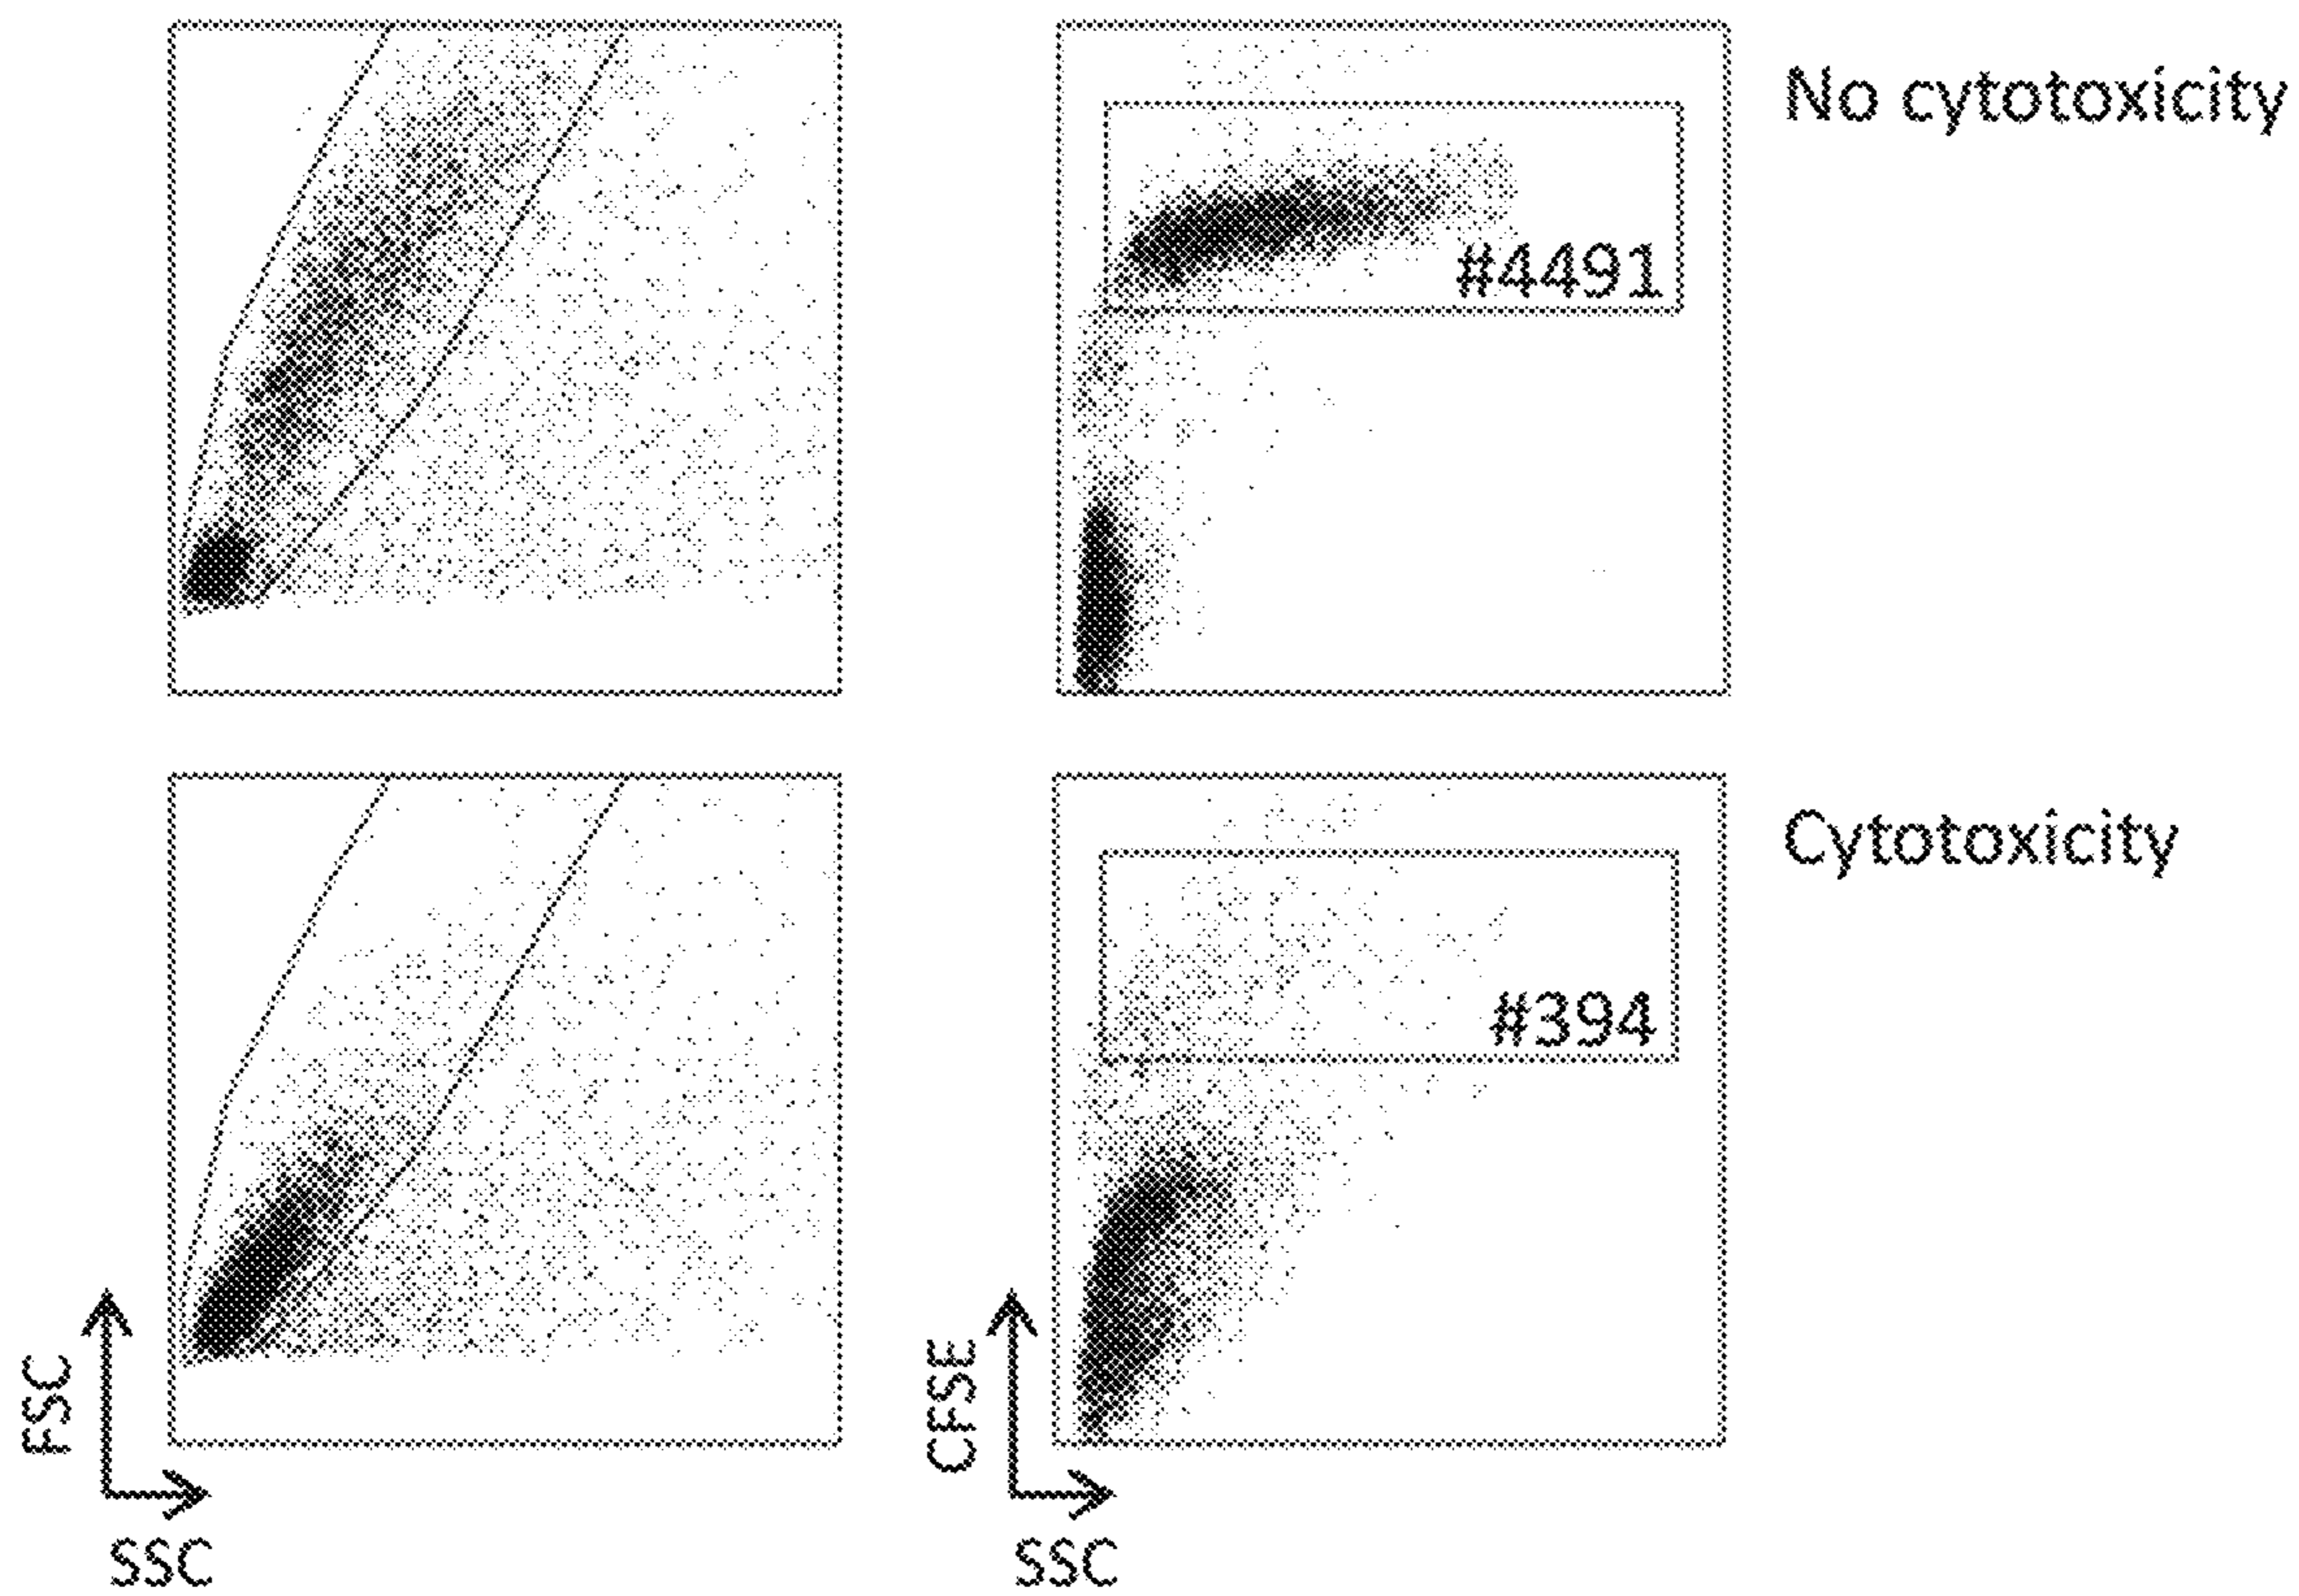 No cytotoxicity
#4491
Cytotoxicity
#394
FSC
SSC
CFSE
SSC